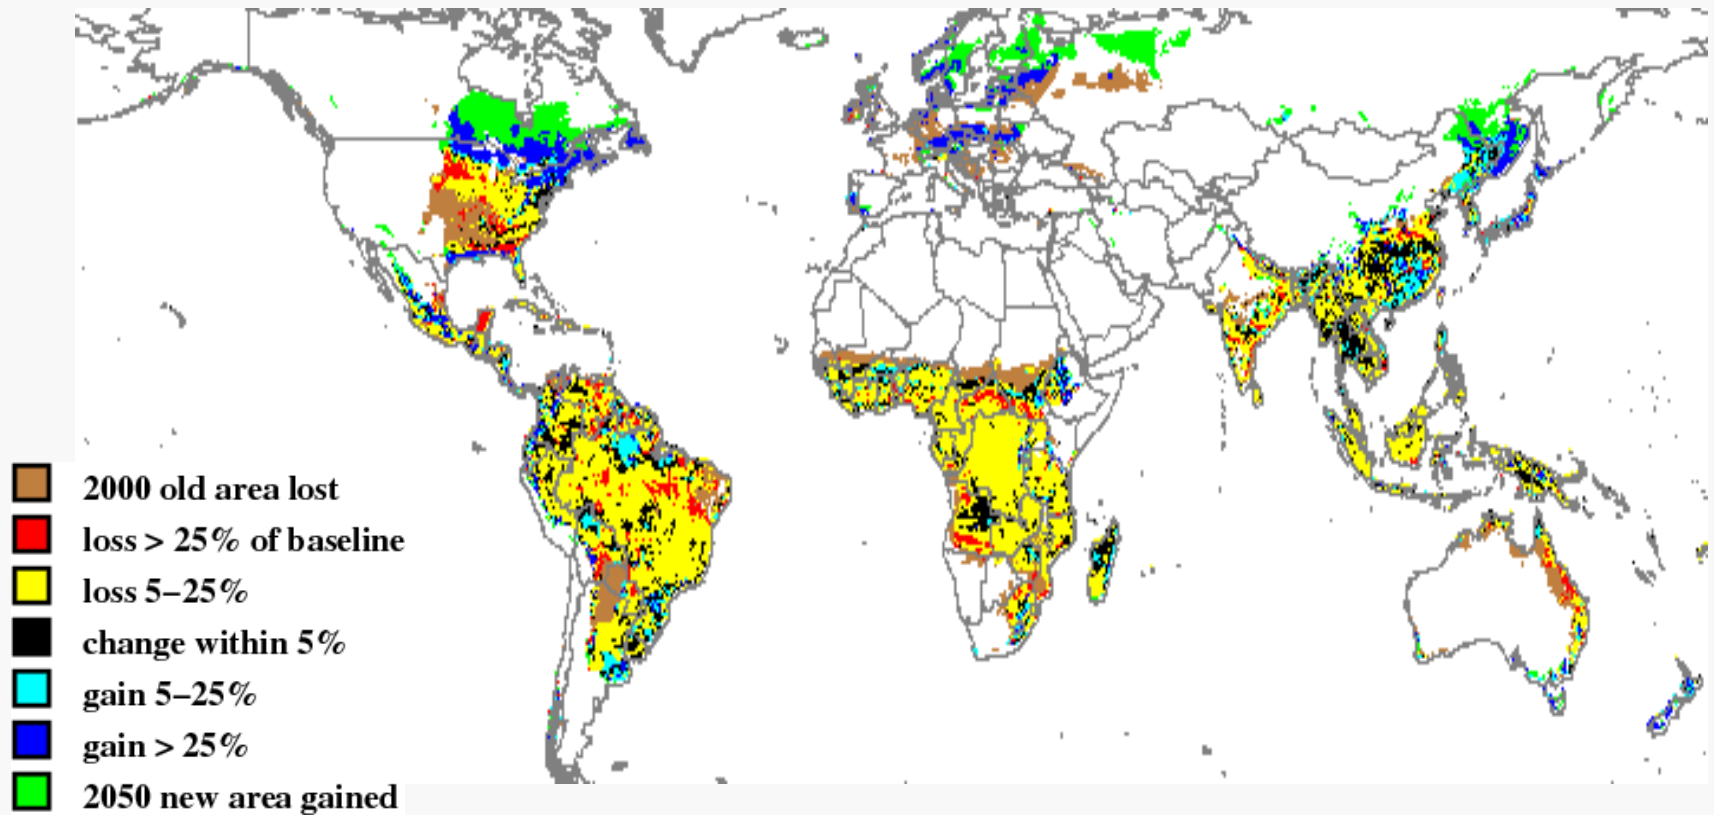 2000 old area lost
loss > 25% of baseline
loss 5–25%
change within 5%
gain 5–25%
gain > 25%
2050 new area gained